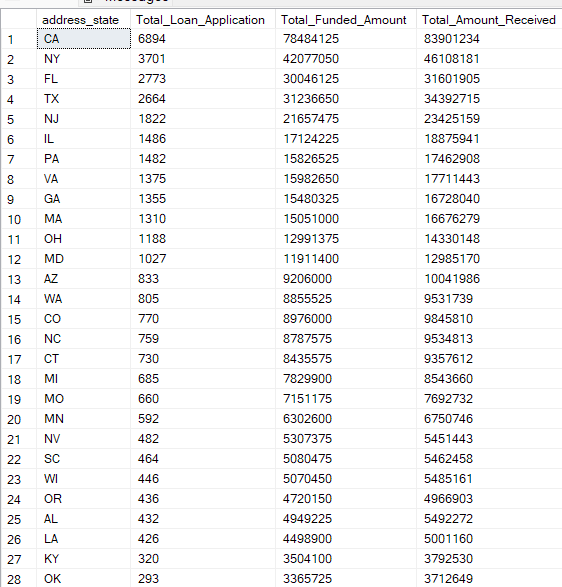 Messages
address_state Total_Loan_Application Total_Funded_Amount Total_Amount_Received
1 CA 6894 78484125 83901234
2 NY 3701 42077050 46108181
3 FL 2773 30046125 31601905
4 TX 2664 31236650 34392715
5 NJ 1822 21657475 23425159
6 IL 1486 17124225 18875941
7 PA 1482 15826525 17462908
8 VA 1375 15982650 17711443
9 GA 1355 15480325 16728040
10 MA 1310 15051000 16676279
11 OH 1188 12991375 14330148
12 MD 1027 11911400 12985170
13 AZ 833 9206000 10041986
14 WA 805 8855525 9531739
15 CO 770 8976000 9845810
16 NC 759 8787575 9534813
17 CT 730 8435575 9357612
18 MI 685 7829900 8543660
19 MO 660 7151175 7692732
20 MN 592 6302600 6750746
21 NV 482 5307375 5451443
22 SC 464 5080475 5462458
23 WI 446 5070450 5485161
24 OR 436 4720150 4966903
25 AL 432 4949225 5492272
26 LA 426 4498900 5001160
27 KY 320 3504100 3792530
28 OK 293 3365725 3712649